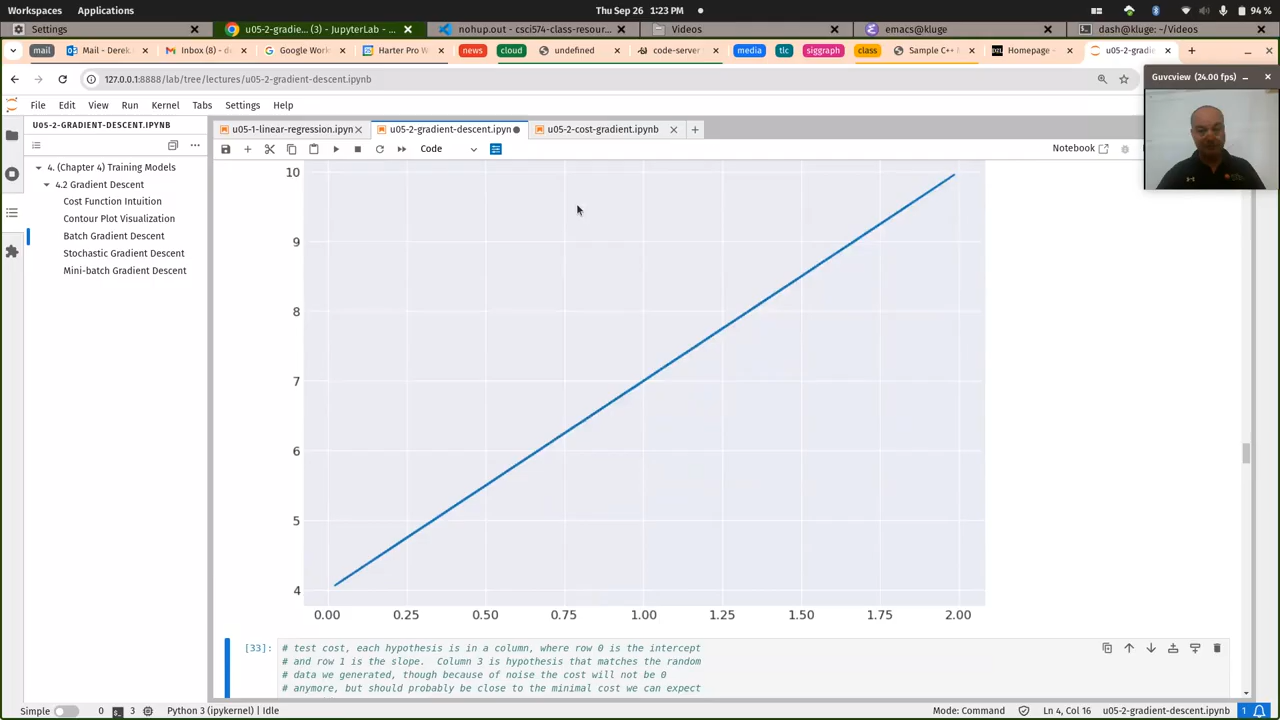 Workspaces Applications Thu Sep 26 1:23 PM 94 %
Settings u05-2-gradie... (3) - JupyterLab - ... nohup.out - csci574-class-resour... Videos emacs@kluge dash@kluge: ~/Videos
mail Mail - Derek. Inbox (8) - d Google Work Harter Pro W news cloud undefined code-server media tlc siggraph class Sample C++ Homepage - u05-2-gradi
127.0.0.1:8888/lab/tree/lectures/u05-2-gradient-descent.ipynb
Guvcview (24.00 fps)
File Edit View Run Kernel Tabs Settings Help
U05-2-GRADIENT-DESCENT.IPYNB
u05-1-linear-regression.ipyn u05-2-gradient-descent.ipyn u05-2-cost-gradient.ipynb
Code Notebook
4. (Chapter 4) Training Models
4.2 Gradient Descent
Cost Function Intuition
Contour Plot Visualization
Batch Gradient Descent
Stochastic Gradient Descent
Mini-batch Gradient Descent
10
9
8
7
6
5
4
0.00 0.25 0.50 0.75 1.00 1.25 1.50 1.75 2.00
[33]: # test cost, each hypothesis is in a column, where row 0 is the intercept
# and row 1 is the slope. Column 3 is hypothesis that matches the random
# data we generated, though because of noise the cost will not be 0
# anymore, but should probably be close to the minimal cost we can expect
Simple 0 3 Python 3 (ipykernel) | Idle Mode: Command Ln 4, Col 16 u05-2-gradient-descent.ipynb 1